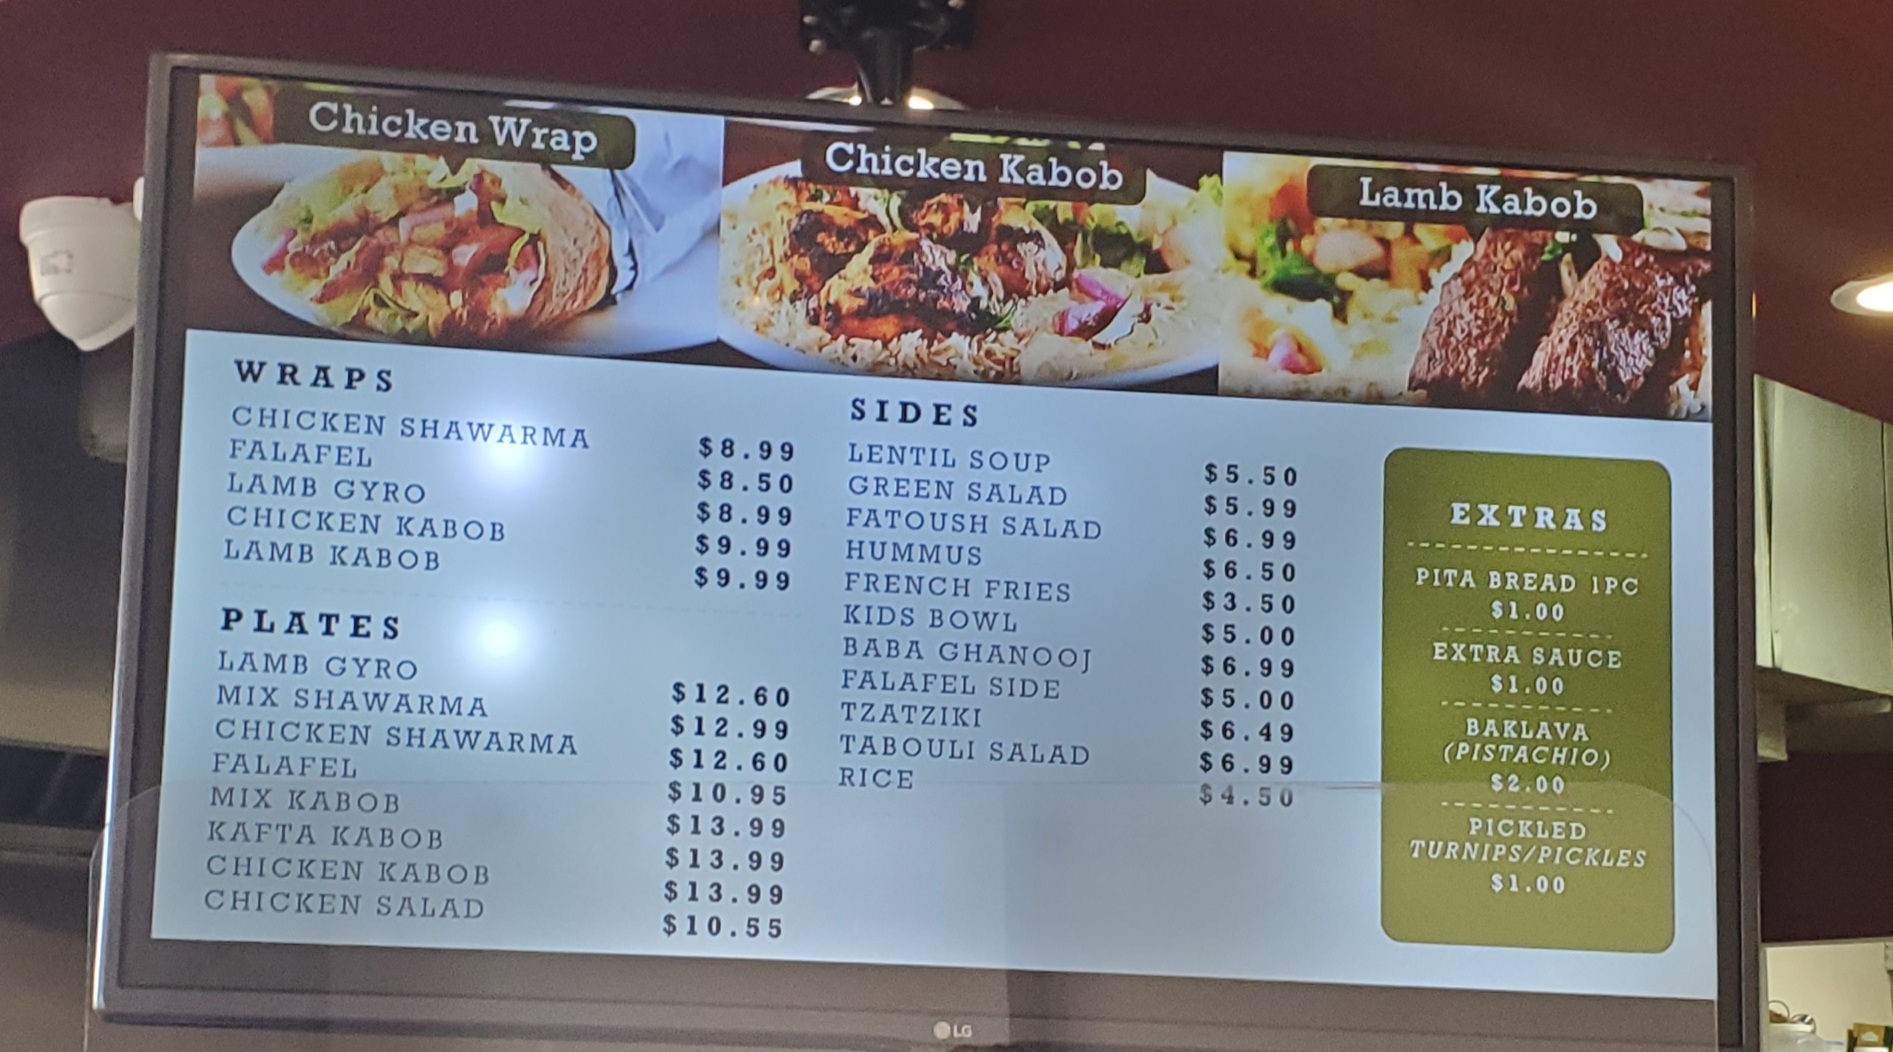 Chicken Wrap
Chicken Kabob
Lamb Kabob
WRAPS
CHICKEN SHAWARMA $8.99
FALAFEL $8.50
LAMB GYRO $8.99
CHICKEN KABOB $9.99
LAMB KABOB $9.99
PLATES
LAMB GYRO $12.60
MIX SHAWARMA $12.99
CHICKEN SHAWARMA $12.60
FALAFEL $10.95
MIX KABOB $13.99
KAFTA KABOB $13.99
CHICKEN KABOB $13.99
CHICKEN SALAD $10.55
SIDES
LENTIL SOUP $5.50
GREEN SALAD $5.99
FATOUSH SALAD $6.99
HUMMUS $6.50
FRENCH FRIES $3.50
KIDS BOWL $5.00
BABA GHANOOJ $6.99
FALAFEL SIDE $5.00
TZATZIKI $6.49
TABOULI SALAD $6.99
RICE $4.50
EXTRAS
PITA BREAD 1PC
$1.00
EXTRA SAUCE
$1.00
BAKLAVA
(PISTACHIO)
$2.00
PICKLED
TURNIPS/PICKLES
$1.00
LG